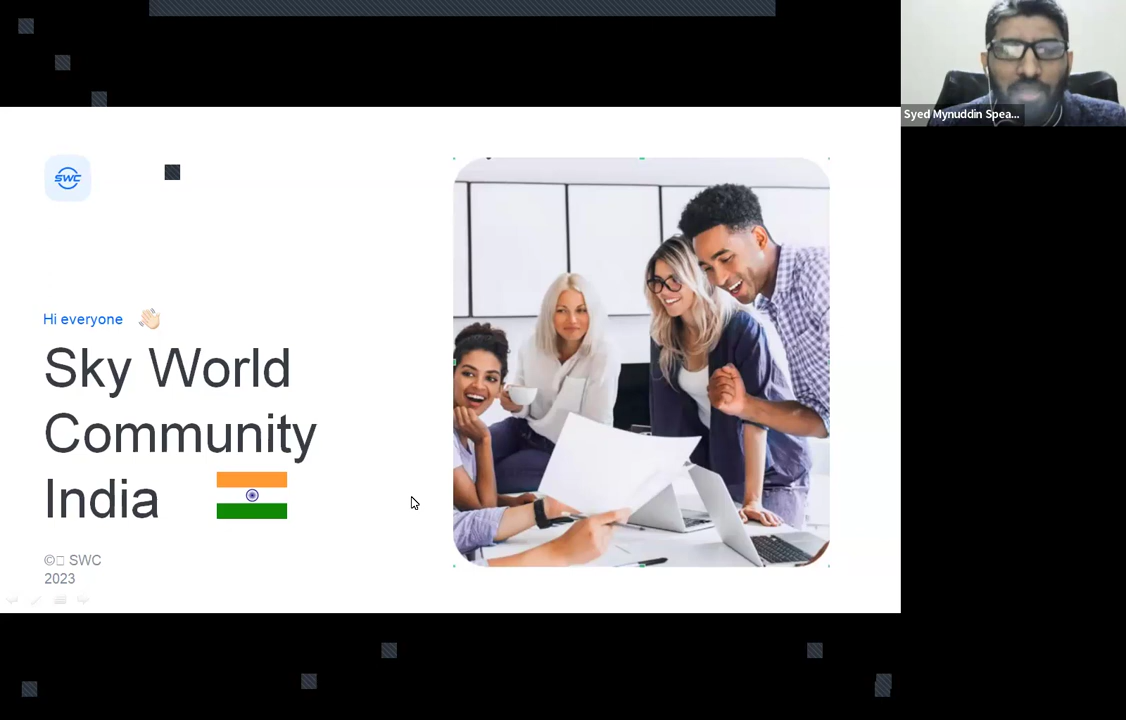 Syed Mynuddin Spea...
SWC
Hi everyone
Sky World
Community
India
© SWC
2023